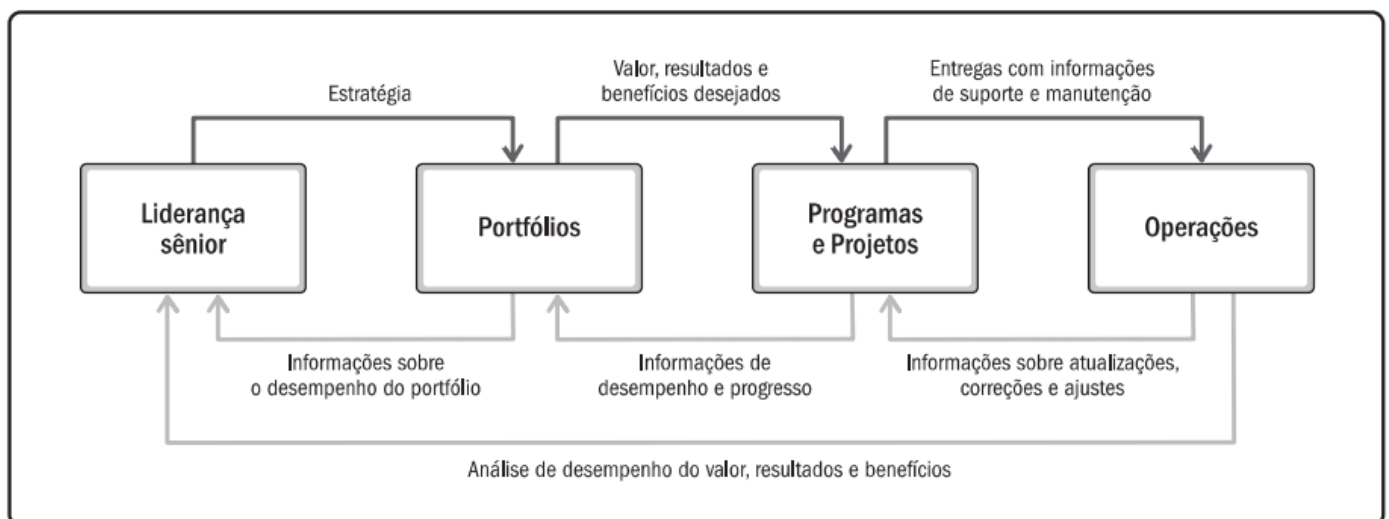 Estratégia
Valor, resultados e
benefícios desejados
Entregas com informações
de suporte e manutenção
Liderança
sênior
Portfólios
Programas
e Projetos
Operações
Informações sobre
o desempenho do portfólio
Informações de
desempenho e progresso
Informações sobre atualizações,
correções e ajustes
Análise de desempenho do valor, resultados e benefícios